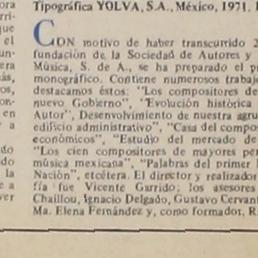 Tipográfica YOLVA, S.A., México, 1971.
CON motivo de haber transcurrido 2
fundación de la Sociedad de Autores y
Música, S. de A., se ha preparado el pr
monográfico. Contiene numerosos trabaj
destacamos éstos: "Los compositores de
nuevo Gobierno", "Evolución histórica
Autor", Desenvolvimiento de nuestra agru
edificio administrativo", "Casa del compo
económicos", "Estudio del mercado de
"Los cien compositores de mayores per
música mexicana", "Palabras del primer
Nación", etcétera. El director y realizador
fía fue Vicente Garrido; los asesores
Chaillou, Ignacio Delgado, Gustavo Cervant
Ma. Elena Fernández y, como formador, R